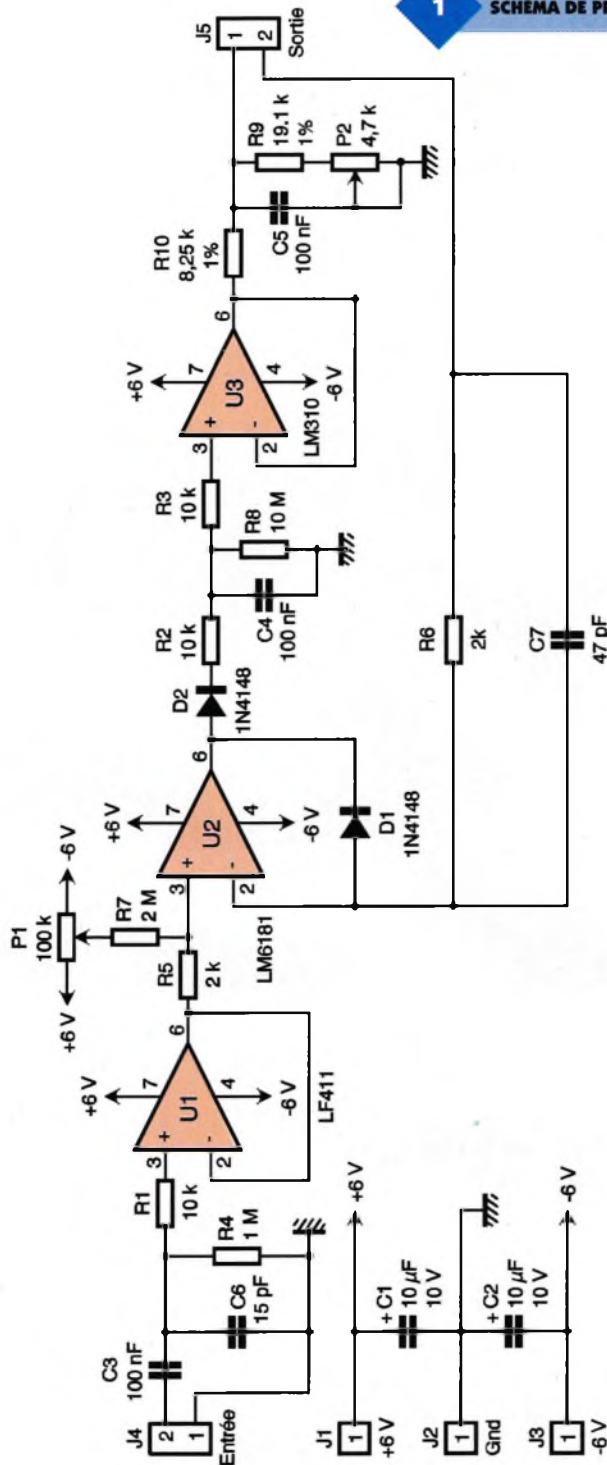 1 SCHÉMA DE PR
J4
2
1
Entrée
C3
100 nF
C6
15 pF
R4
1 M
R1
10 k
3
+
2
-
U1
+6 V
7
4
-6 V
6
LF411
P1
100 k
+6 V
-6 V
R7
2 M
R5
2 k
3
+
2
-
U2
+6 V
7
4
-6 V
6
LM6181
D1
1N4148
D2
1N4148
R2
10 k
C4
100 nF
R8
10 M
R3
10 k
3
+
2
-
U3
+6 V
7
4
-6 V
6
LM310
R10
8,25 k
1%
C5
100 nF
R9
19.1 k
1%
P2
4,7 k
J5
1
2
Sortie
R6
2k
C7
47 pF
J1
1
+6 V
J2
1
Gnd
J3
1
-6 V
+ C1
10 µF
10 V
+ C2
10 µF
10 V
+6 V
-6 V